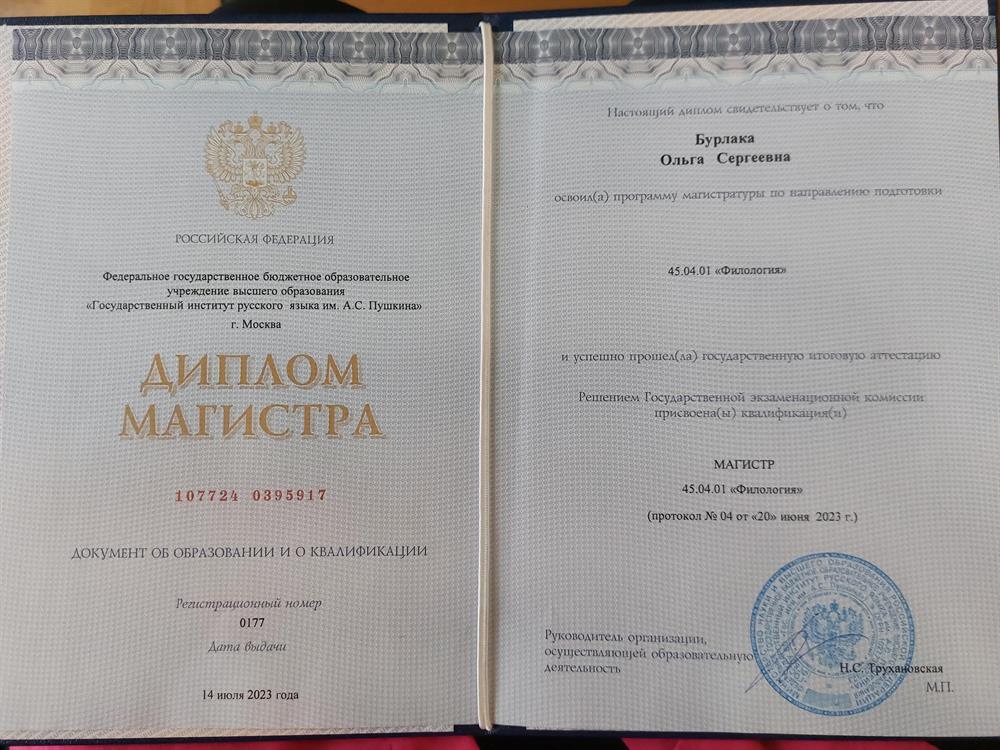 РОССИЙСКАЯ ФЕДЕРАЦИЯ
Федеральное государственное бюджетное образовательное
учреждение высшего образования
«Государственный институт русского языка им. А.С. Пушкина»
г. Москва
ДИПЛОМ
МАГИСТРА
107724 0395917
ДОКУМЕНТ ОБ ОБРАЗОВАНИИ И О КВАЛИФИКАЦИИ
Регистрационный номер
0177
Дата выдачи
14 июля 2023 года
Настоящий диплом свидетельствует о том, что
Бурлака
Ольга Сергеевна
освоил(а) программу магистратуры по направлению подготовки
45.04.01 «Филология»
и успешно прошел(ла) государственную итоговую аттестацию
Решением Государственной экзаменационной комиссии
присвоена(ы) квалификация(и)
МАГИСТР
45.04.01 «Филология»
(протокол № 04 от «20» июня 2023 г.)
Руководитель организации,
осуществляющей образовательную
деятельность
Н.С. Трухановская
М.П.